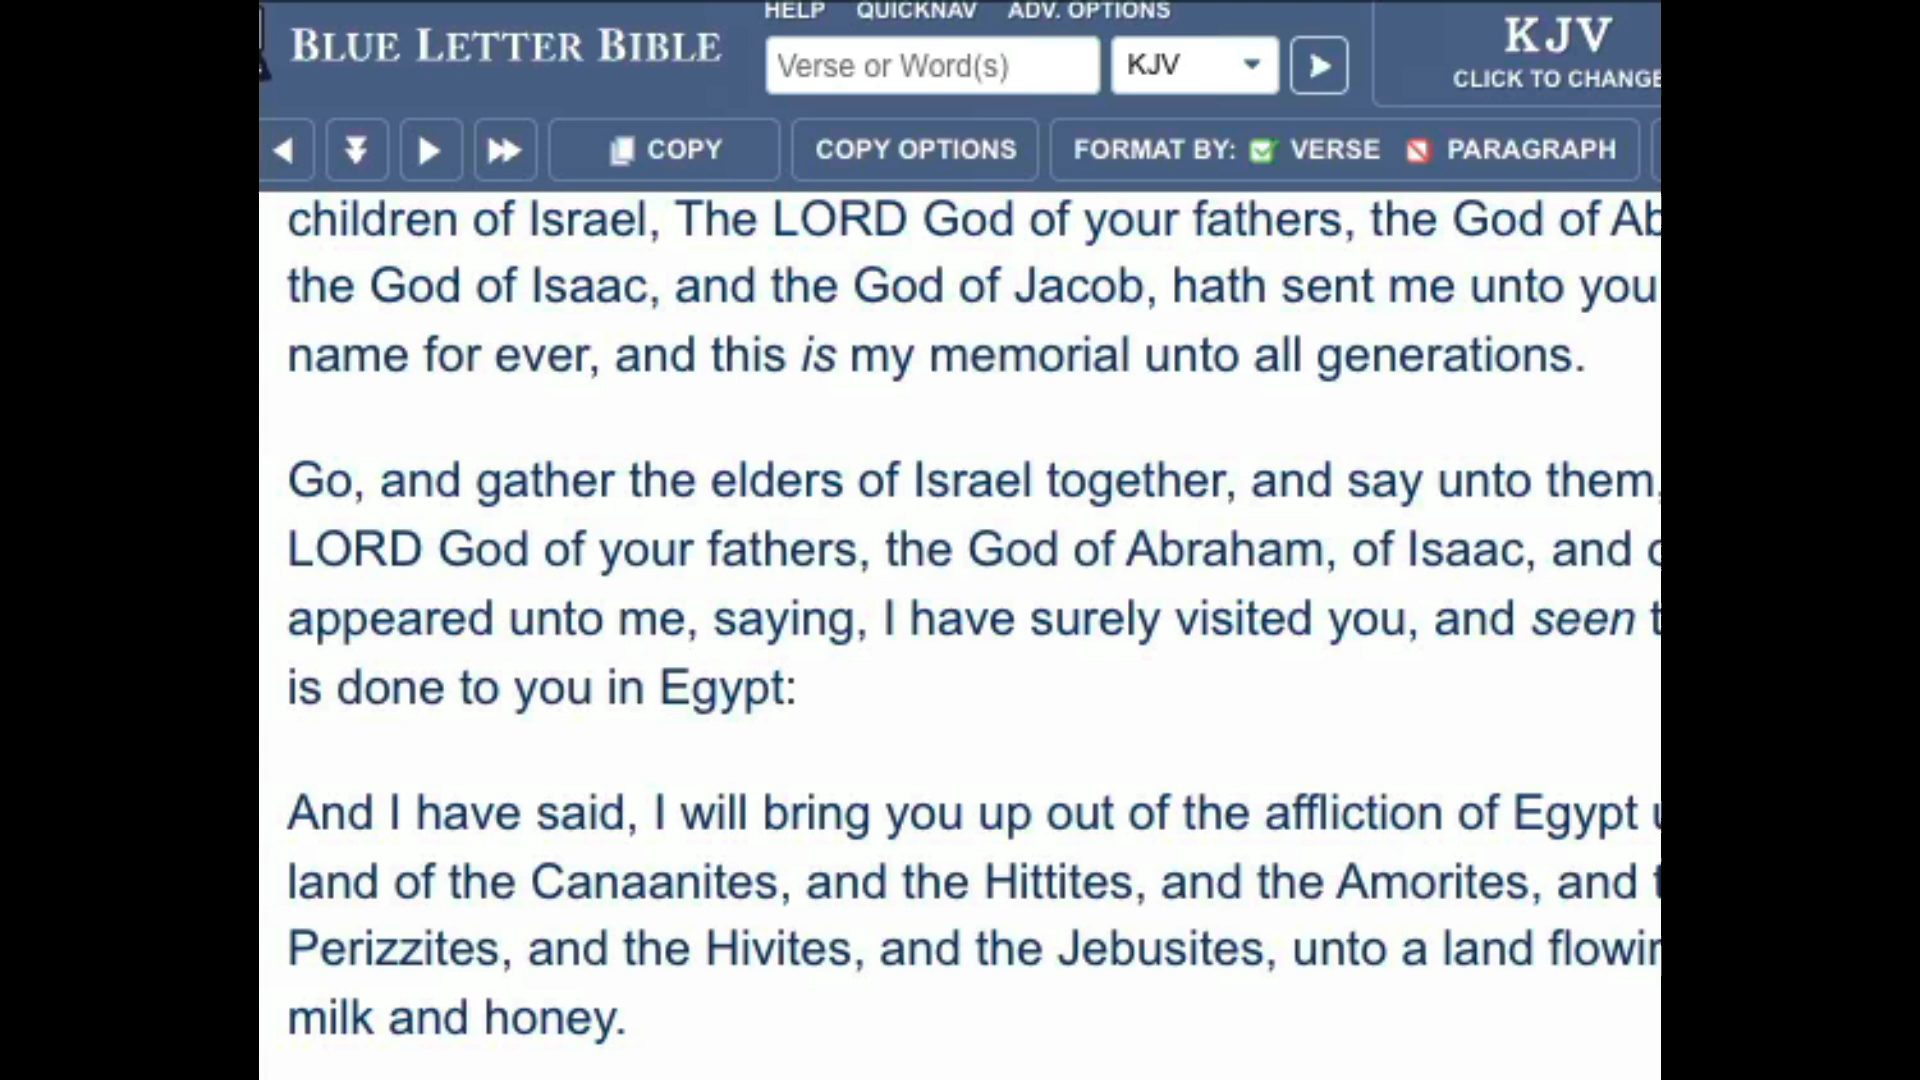 HELP QUICKNAV ADV. OPTIONS
BLUE LETTER BIBLE
Verse or Word(s)
KJV
KJV
CLICK TO CHANGE
COPY
COPY OPTIONS
FORMAT BY: VERSE PARAGRAPH
children of Israel, The LORD God of your fathers, the God of Ab
the God of Isaac, and the God of Jacob, hath sent me unto you
name for ever, and this is my memorial unto all generations.
Go, and gather the elders of Israel together, and say unto them,
LORD God of your fathers, the God of Abraham, of Isaac, and
appeared unto me, saying, I have surely visited you, and seen t
is done to you in Egypt:
And I have said, I will bring you up out of the affliction of Egypt
land of the Canaanites, and the Hittites, and the Amorites, and t
Perizzites, and the Hivites, and the Jebusites, unto a land flowin
milk and honey.